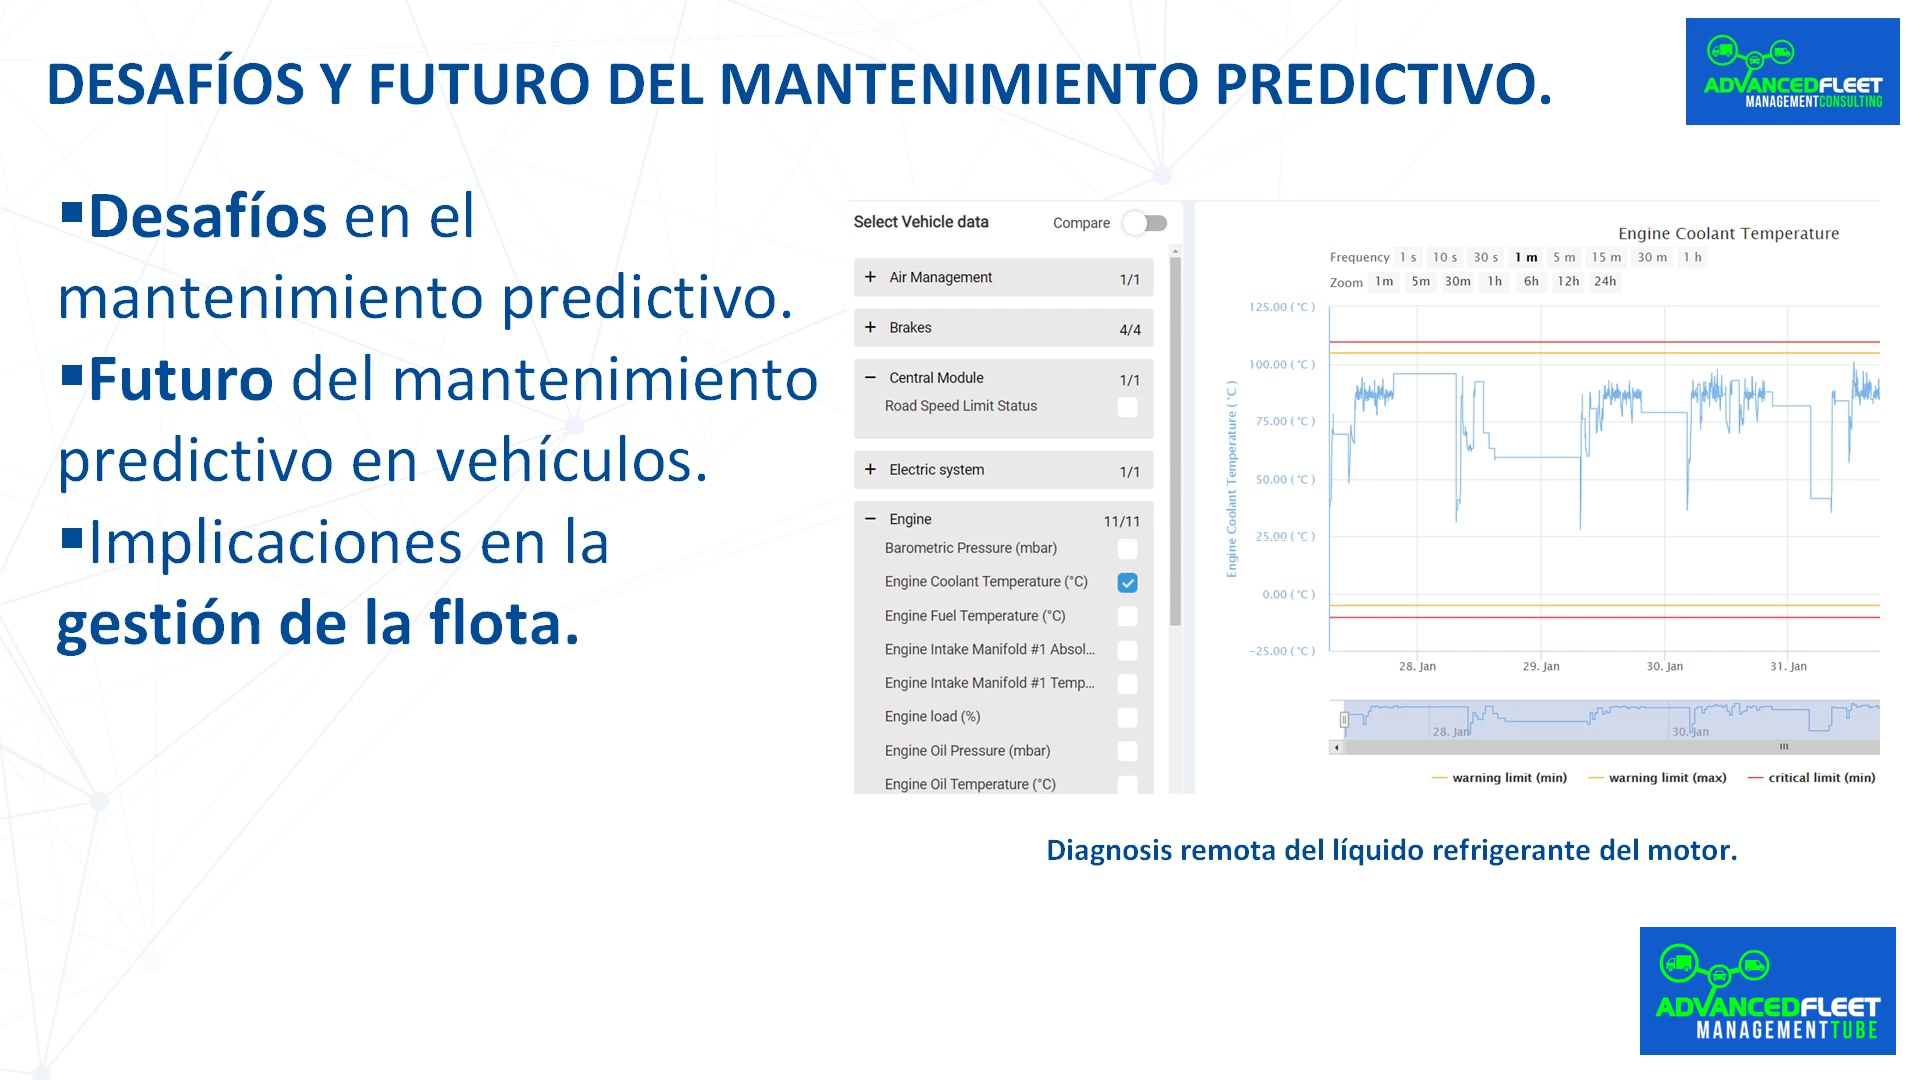 DESAFÍOS Y FUTURO DEL MANTENIMIENTO PREDICTIVO.
ADVANCEDFLEET
MANAGEMENTCONSULTING
▪Desafíos en el
mantenimiento predictivo.
▪Futuro del mantenimiento
predictivo en vehículos.
▪Implicaciones en la
gestión de la flota.
Select Vehicle data
Compare
+ Air Management 1/1
+ Brakes 4/4
− Central Module 1/1
Road Speed Limit Status
+ Electric system 1/1
− Engine 11/11
Barometric Pressure (mbar)
Engine Coolant Temperature (°C)
Engine Fuel Temperature (°C)
Engine Intake Manifold #1 Absol...
Engine Intake Manifold #1 Temp...
Engine load (%)
Engine Oil Pressure (mbar)
Engine Oil Temperature (°C)
Engine Coolant Temperature
Frequency 1 s 10 s 30 s 1 m 5 m 15 m 30 m 1 h
Zoom 1m 5m 30m 1h 6h 12h 24h
Engine Coolant Temperature (°C)
125.00 (°C)
100.00 (°C)
75.00 (°C)
50.00 (°C)
25.00 (°C)
0.00 (°C)
−25.00 (°C)
28. Jan 29. Jan 30. Jan 31. Jan
28. Jan 30. Jan
warning limit (min) warning limit (max) critical limit (min)
Diagnosis remota del líquido refrigerante del motor.
ADVANCEDFLEET
MANAGEMENTTUBE